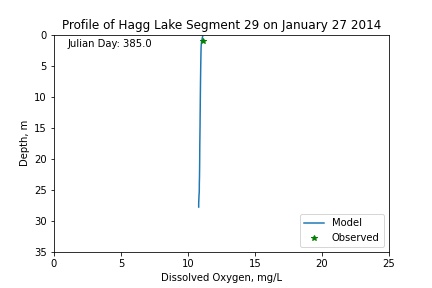 Profile of Hagg Lake Segment 29 on January 27 2014
Julian Day: 385.0
0
5
10
15
20
25
30
35
Depth, m
Model
Observed
0 5 10 15 20 25
Dissolved Oxygen, mg/L